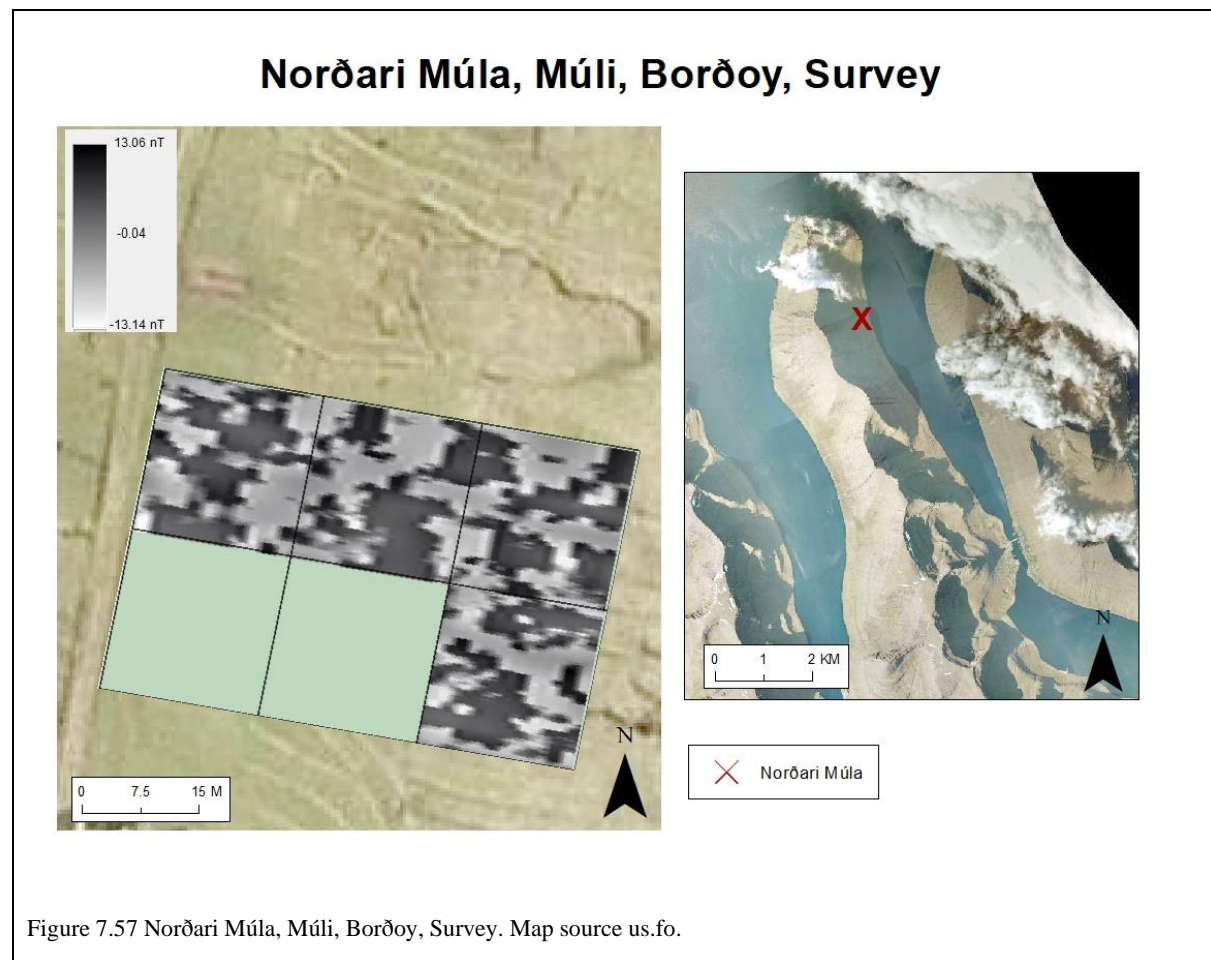 Norðari Múla, Múli, Borðoy, Survey
13.06 nT
-0.04
-13.14 nT
N
0 7.5 15 M
X
N
0 1 2 KM
Norðari Múla
Figure 7.57 Norðari Múla, Múli, Borðoy, Survey. Map source us.fo.